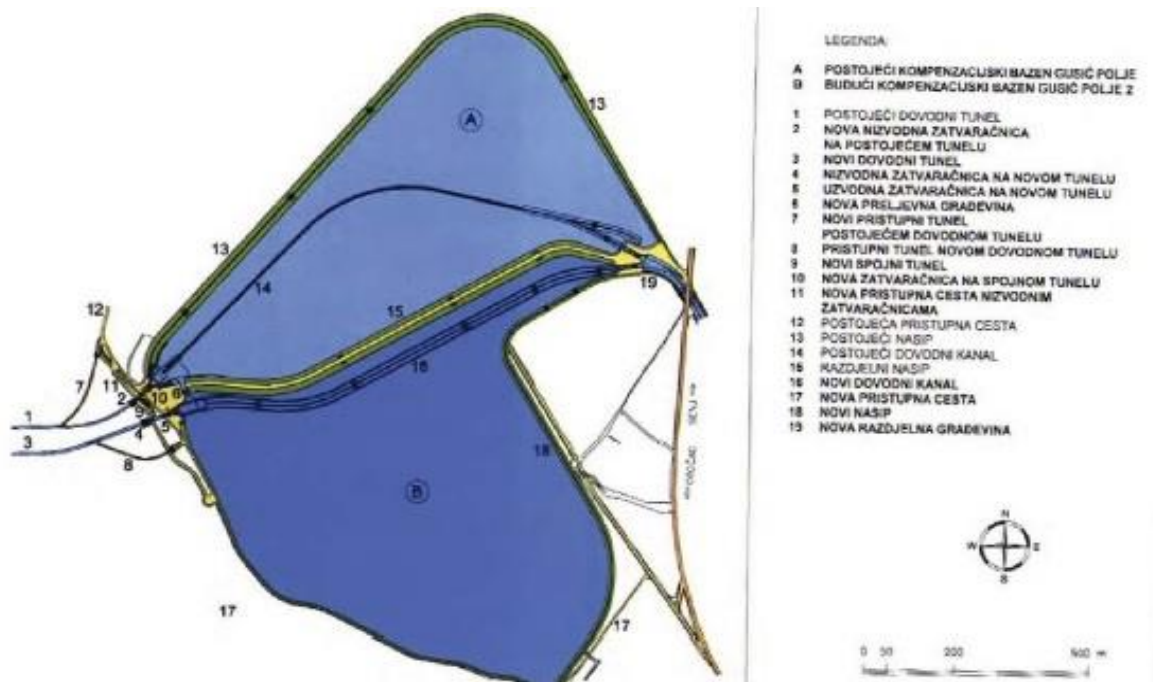 A
13
13
14
12
15
19
16
7
11
2
10
6
9
1
4
5
3
8
18
B
17
17
LEGENDA:
A POSTOJEĆI KOMPENZACIJSKI BAZEN GUSIĆ POLJE
B BUDUĆI KOMPENZACIJSKI BAZEN GUSIĆ POLJE 2
1 POSTOJEĆI DOVODNI TUNEL
2 NOVA NIZVODNA ZATVARAČNICA
NA POSTOJEĆEM TUNELU
3 NOVI DOVODNI TUNEL
4 NIZVODNA ZATVARAČNICA NA NOVOM TUNELU
5 UZVODNA ZATVARAČNICA NA NOVOM TUNELU
6 NOVA PRELJEVNA GRAĐEVINA
7 NOVI PRISTUPNI TUNEL
POSTOJEĆEM DOVODNOM TUNELU
8 PRISTUPNI TUNEL NOVOM DOVODNOM TUNELU
9 NOVI SPOJNI TUNEL
10 NOVA ZATVARAČNICA NA SPOJNOM TUNELU
11 NOVA PRISTUPNA CESTA NIZVODNIM
ZATVARAČNICAMA
12 POSTOJEĆA PRISTUPNA CESTA
13 POSTOJEĆI NASIP
14 POSTOJEĆI DOVODNI KANAL
15 RAZDJELNI NASIP
16 NOVI DOVODNI KANAL
17 NOVA PRISTUPNA CESTA
18 NOVI NASIP
19 NOVA RAZDJELNA GRAĐEVINA
N
W E
S
0 50 200 500 m